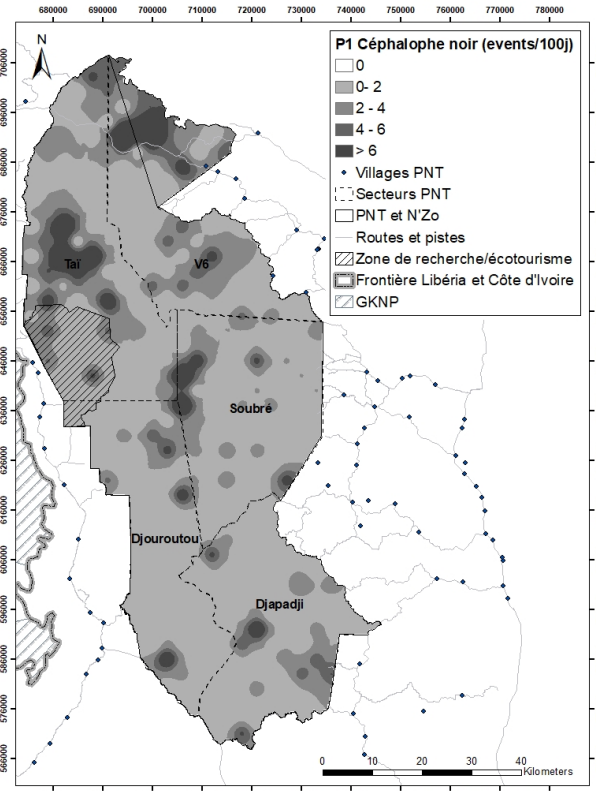 680000 690000 700000 710000 720000 730000 740000 750000 760000 770000 780000
706000
696000
686000
676000
666000
656000
646000
636000
626000
616000
606000
596000
586000
576000
566000
N
P1 Céphalophe noir (events/100j)
0
0- 2
2 - 4
4 - 6
> 6
Villages PNT
Secteurs PNT
PNT et N'Zo
Routes et pistes
Zone de recherche/écotourisme
Frontière Libéria et Côte d'Ivoire
GKNP
Taï
V6
Soubré
Djouroutou
Djapadji
0 10 20 30 40
Kilometers